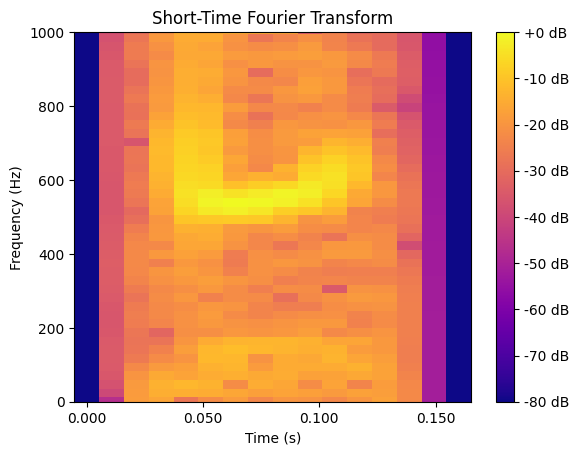 Short-Time Fourier Transform
1000
800
600
400
200
0
Frequency (Hz)
0.000
0.050
0.100
0.150
Time (s)
+0 dB
-10 dB
-20 dB
-30 dB
-40 dB
-50 dB
-60 dB
-70 dB
-80 dB